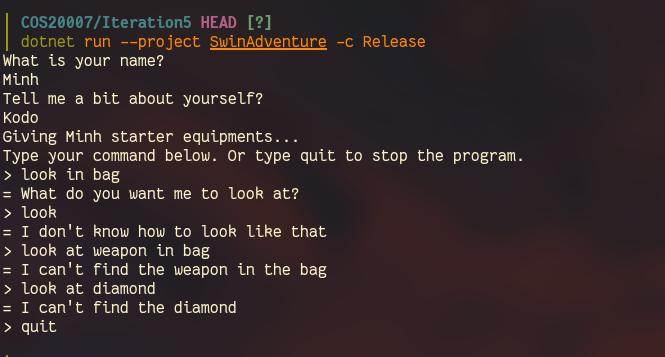 COS20007/Iteration5 HEAD [?]
dotnet run --project SwinAdventure -c Release
What is your name?
Minh
Tell me a bit about yourself?
Kodo
Giving Minh starter equipments...
Type your command below. Or type quit to stop the program.
> look in bag
= What do you want me to look at?
> look
= I don't know how to look like that
> look at weapon in bag
= I can't find the weapon in the bag
> look at diamond
= I can't find the diamond
> quit